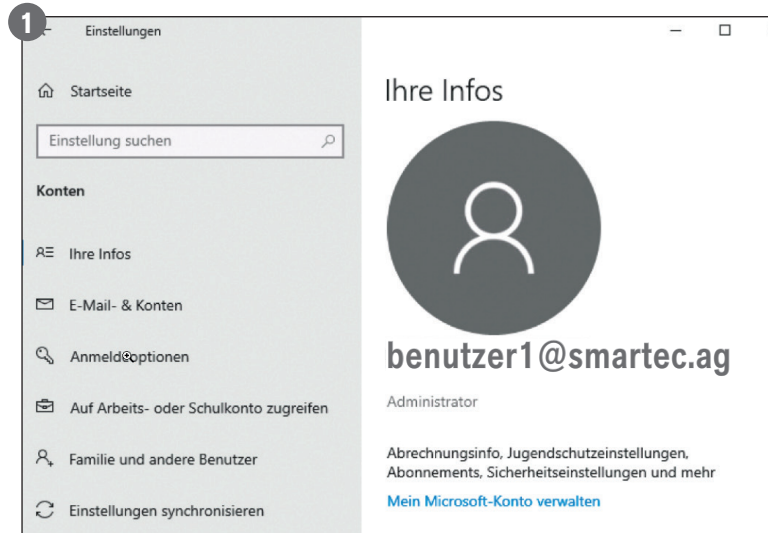 1
Einstellungen
Startseite
Einstellung suchen
Konten
Ihre Infos
E-Mail- & Konten
Anmeldeoptionen
Auf Arbeits- oder Schulkonto zugreifen
Familie und andere Benutzer
Einstellungen synchronisieren
Ihre Infos
benutzer1@smartec.ag
Administrator
Abrechnungsinfo, Jugendschutzeinstellungen,
Abonnements, Sicherheitseinstellungen und mehr
Mein Microsoft-Konto verwalten